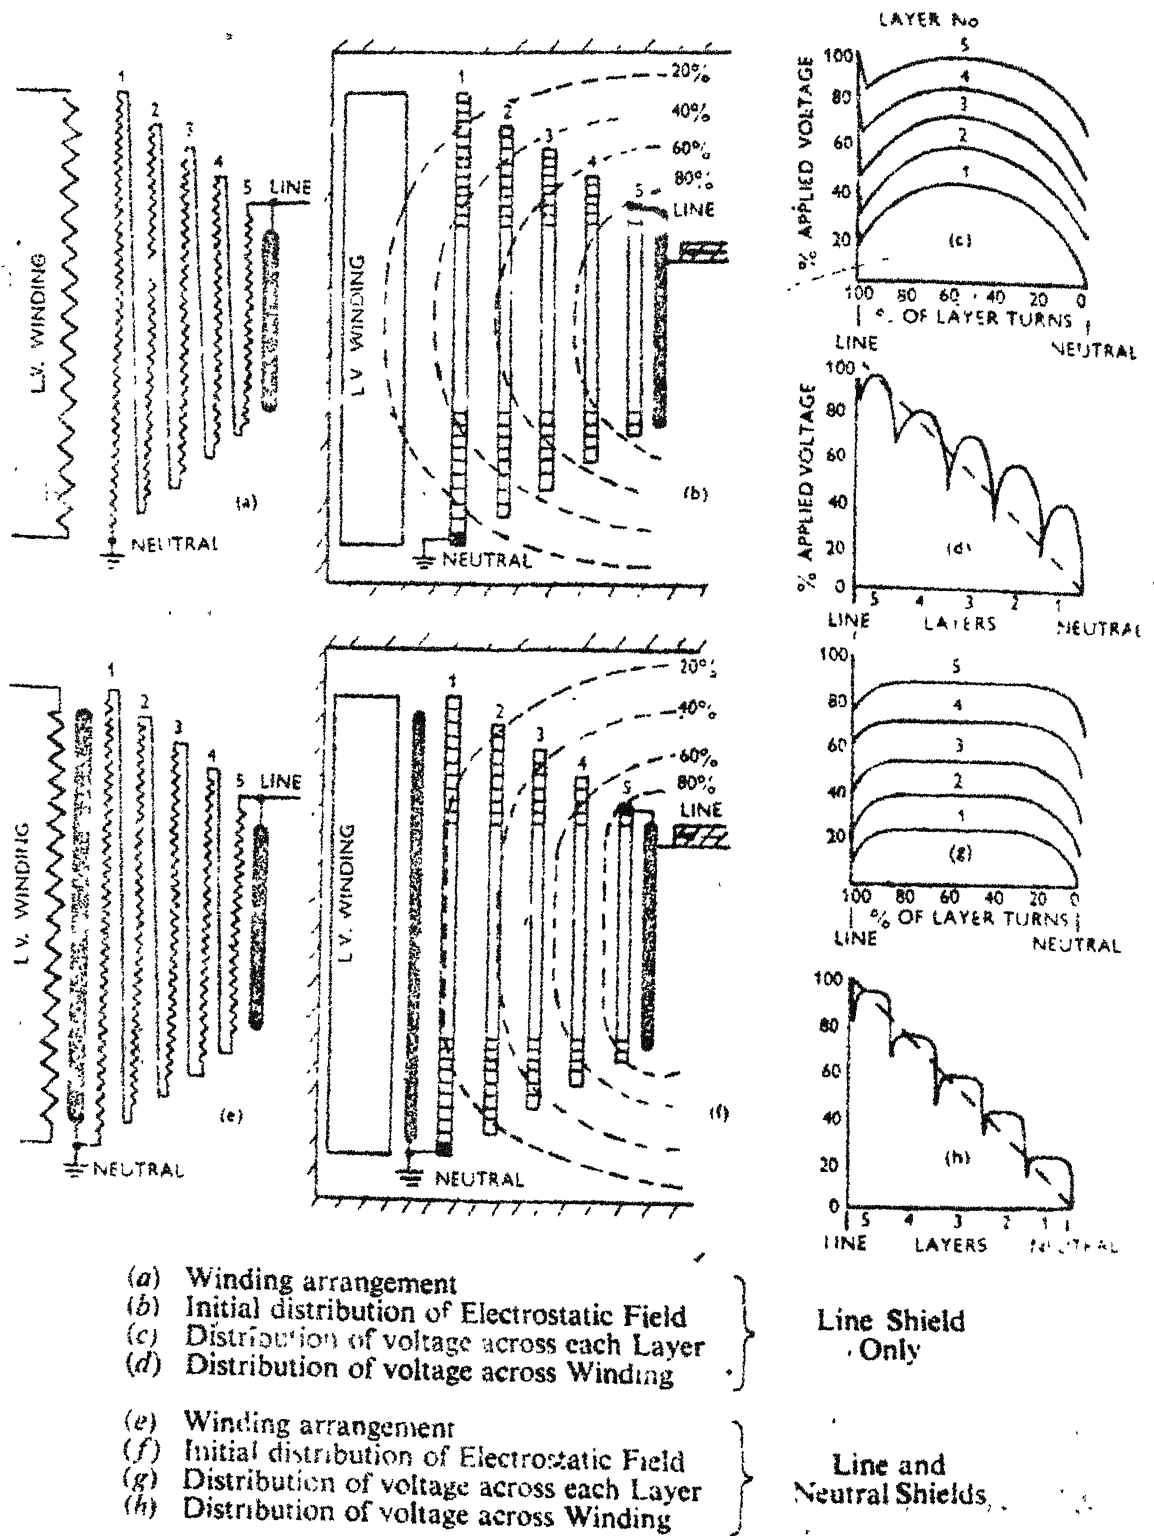 LAYER No
1
2
3
4
5 LINE
L.V. WINDING
(a)
NEUTRAL
1
2
3
4
5
20%
40%
60%
80%
LINE
L V. WINDING
(b)
NEUTRAL
% APPLIED VOLTAGE
100
80
60
40
20
5
4
3
2
1
(c)
100 80 60 40 20 0
%. OF LAYER TURNS
LINE
NEUTRAL
% APPLIED VOLTAGE
100
80
60
40
20
0
(d)
5 4 3 2 1
LINE LAYERS NEUTRAL
1
2
3
4
5 LINE
L V. WINDING
(e)
NEUTRAL
1
2
3
4
5
20%
40%
60%
80%
LINE
L V. WINDING
(f)
NEUTRAL
100
80
60
40
20
5
4
3
2
1
(g)
100 80 60 40 20 0
% OF LAYER TURNS
LINE
NEUTRAL
100
80
60
40
20
0
(h)
5 4 3 2 1
LINE LAYERS NEUTRAL
(a) Winding arrangement
(b) Initial distribution of Electrostatic Field
(c) Distribution of voltage across each Layer
(d) Distribution of voltage across Winding
Line Shield
Only
(e) Winding arrangement
(f) Initial distribution of Electrostatic Field
(g) Distribution of voltage across each Layer
(h) Distribution of voltage across Winding
Line and
Neutral Shields